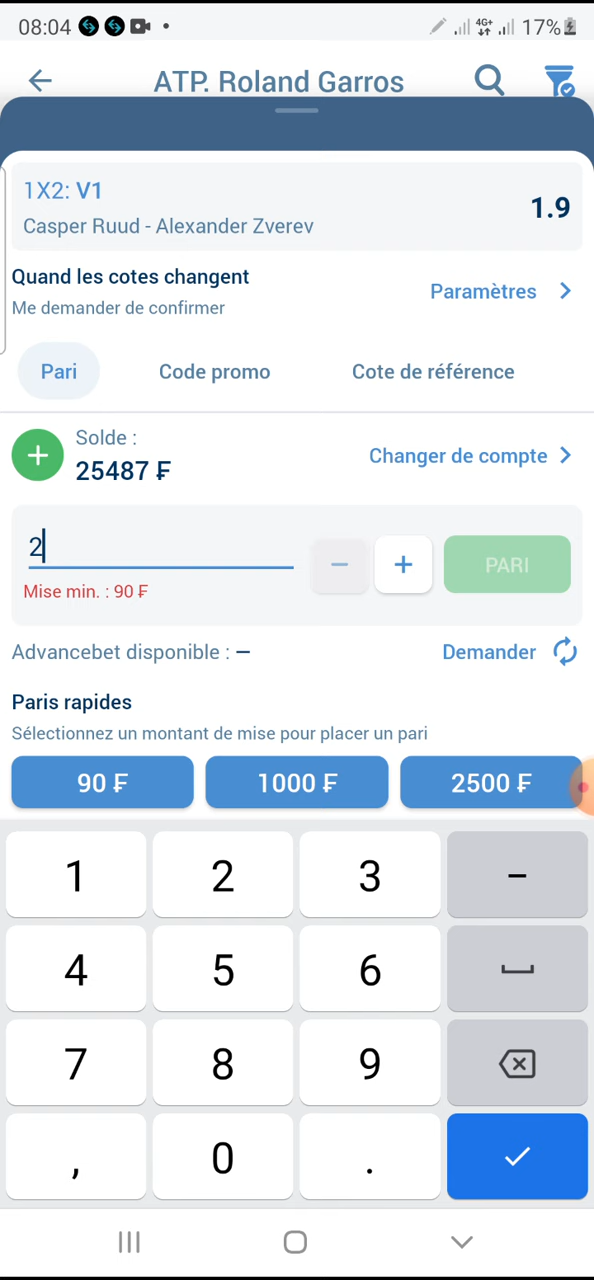 08:04
4G+
17%
ATP. Roland Garros
1X2: V1
Casper Ruud - Alexander Zverev
1.9
Quand les cotes changent
Me demander de confirmer
Paramètres
Pari
Code promo
Cote de référence
Solde :
25487 ₣
Changer de compte
2
Mise min. : 90 ₣
PARI
Advancebet disponible : –
Demander
Paris rapides
Sélectionnez un montant de mise pour placer un pari
90 ₣
1000 ₣
2500 ₣
1 2 3 –
4 5 6
7 8 9
, 0 .